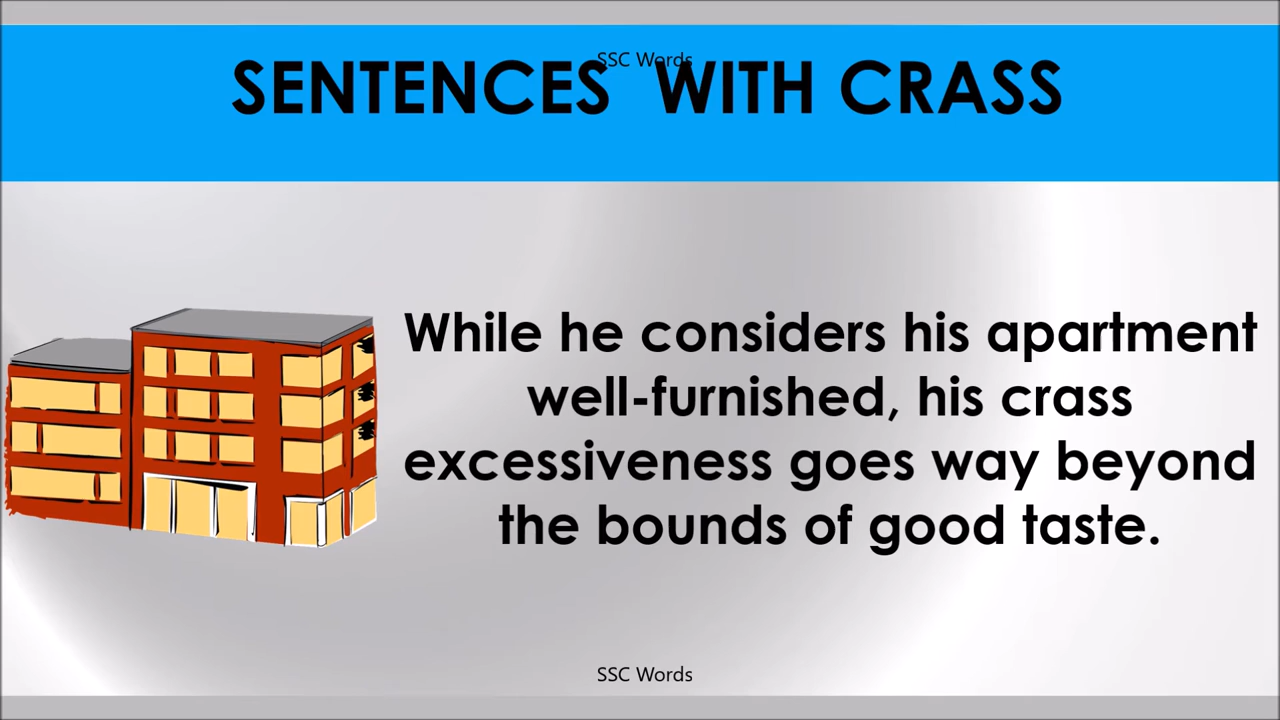 SSC Words
SENTENCES WITH CRASS
While he considers his apartment
well-furnished, his crass
excessiveness goes way beyond
the bounds of good taste.
SSC Words